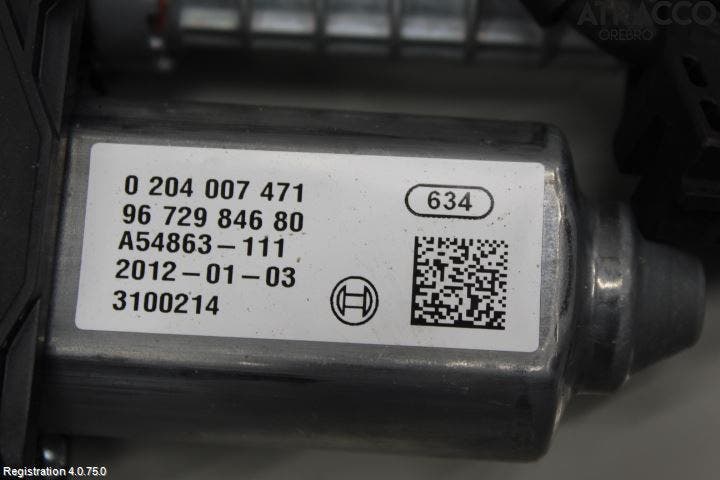 ATRACCO
ÖREBRO
0 204 007 471
634
96 729 846 80
A54863-111
2012-01-03
3100214
Registration 4.0.75.0